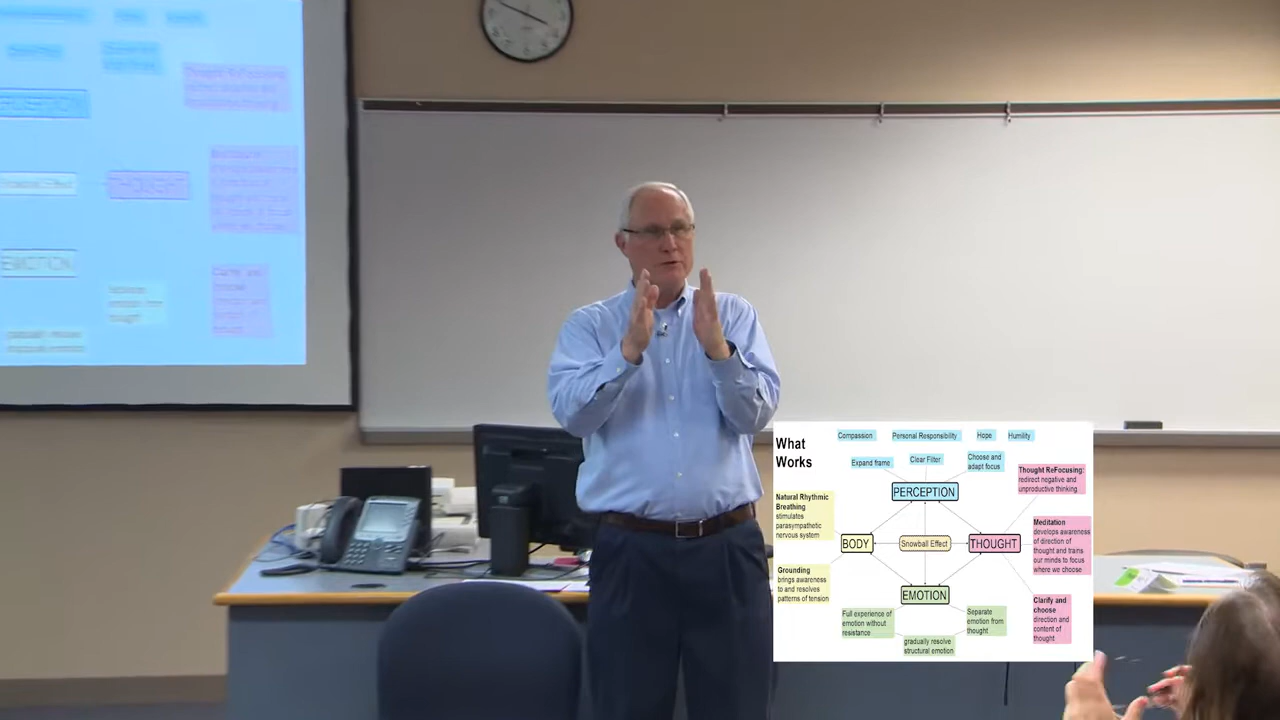 What
Works
Compassion
Personal Responsibility
Hope
Humility
Expand frame
Clear Filter
Choose and
adapt focus
PERCEPTION
Thought ReFocusing:
redirect negative and
unproductive thinking
Natural Rhythmic
Breathing
stimulates
parasympathetic
nervous system
BODY
Snowball Effect
THOUGHT
Meditation
develops awareness
of direction of
thought and trains
our minds to focus
where we choose
Grounding
brings awareness
to and resolves
patterns of tension
EMOTION
Full experience of
emotion without
resistance
gradually resolve
structural emotion
Separate
emotion from
thought
Clarify and
choose
direction and
content of
thought
THOUGHT
EMOTION